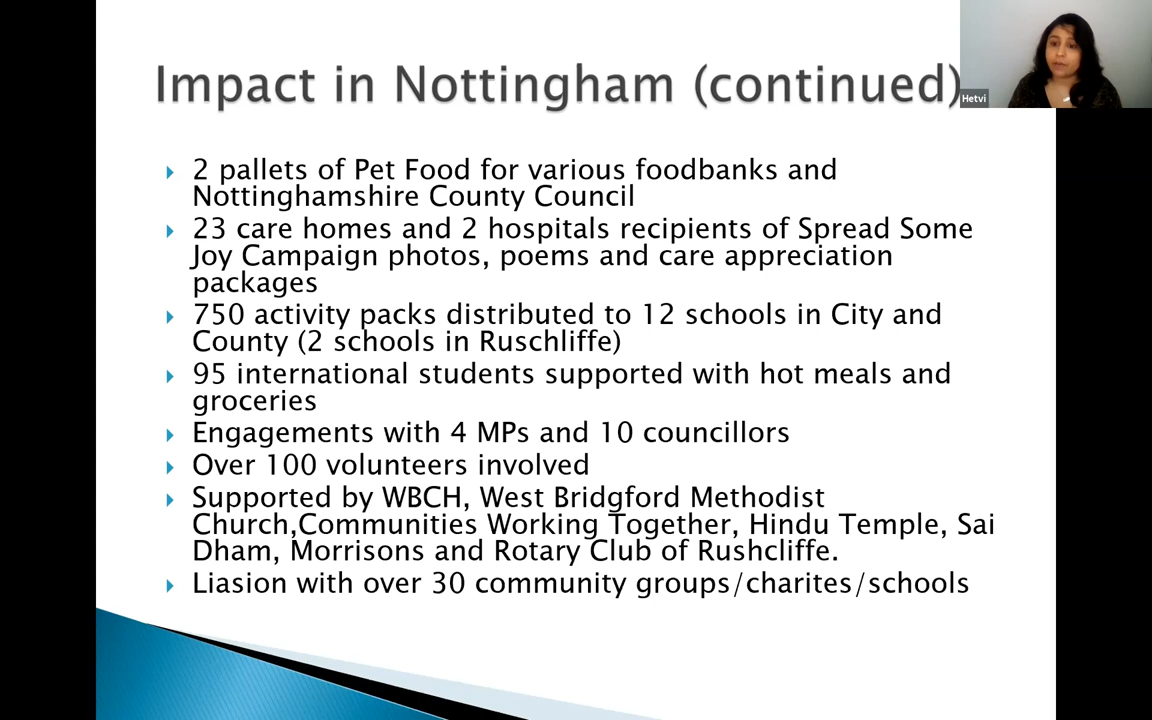 Impact in Nottingham (continued)
Hetvi
2 pallets of Pet Food for various foodbanks and
Nottinghamshire County Council
23 care homes and 2 hospitals recipients of Spread Some
Joy Campaign photos, poems and care appreciation
packages
750 activity packs distributed to 12 schools in City and
County (2 schools in Ruschliffe)
95 international students supported with hot meals and
groceries
Engagements with 4 MPs and 10 councillors
Over 100 volunteers involved
Supported by WBCH, West Bridgford Methodist
Church,Communities Working Together, Hindu Temple, Sai
Dham, Morrisons and Rotary Club of Rushcliffe.
Liasion with over 30 community groups/charites/schools